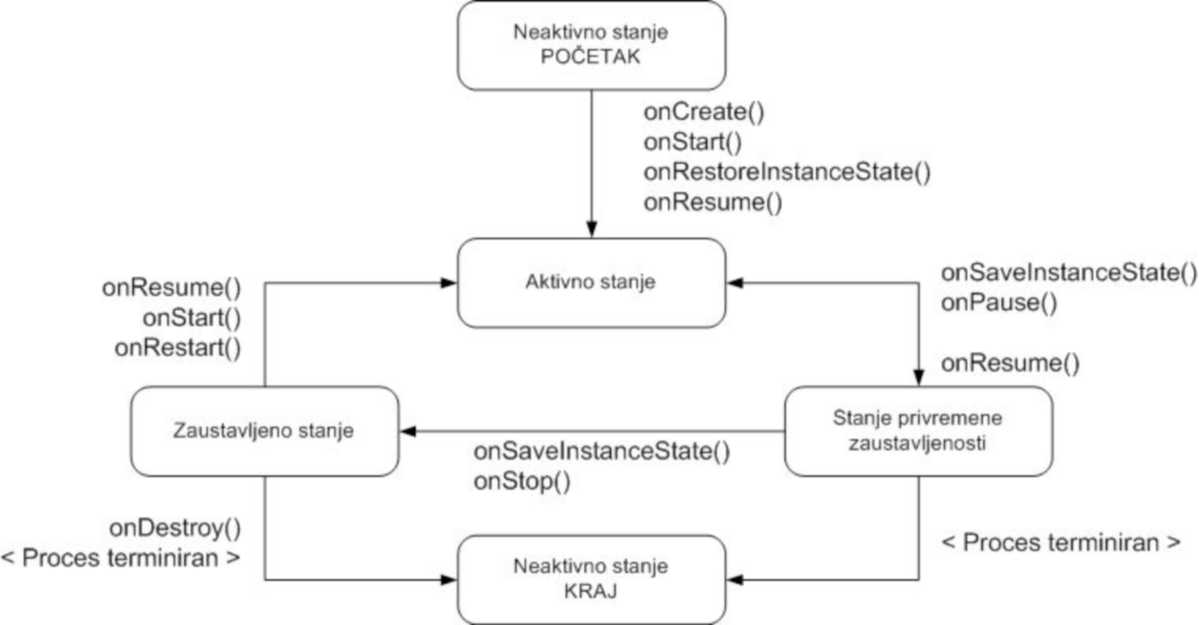 Neaktivno stanje
POČETAK
onCreate()
onStart()
onRestoreInstanceState()
onResume()
Aktivno stanje
onResume()
onStart()
onRestart()
onSaveInstanceState()
onPause()
onResume()
Zaustavljeno stanje
Stanje privremene
zaustavljenosti
onSaveInstanceState()
onStop()
onDestroy()
< Proces terminiran >
< Proces terminiran >
Neaktivno stanje
KRAJ